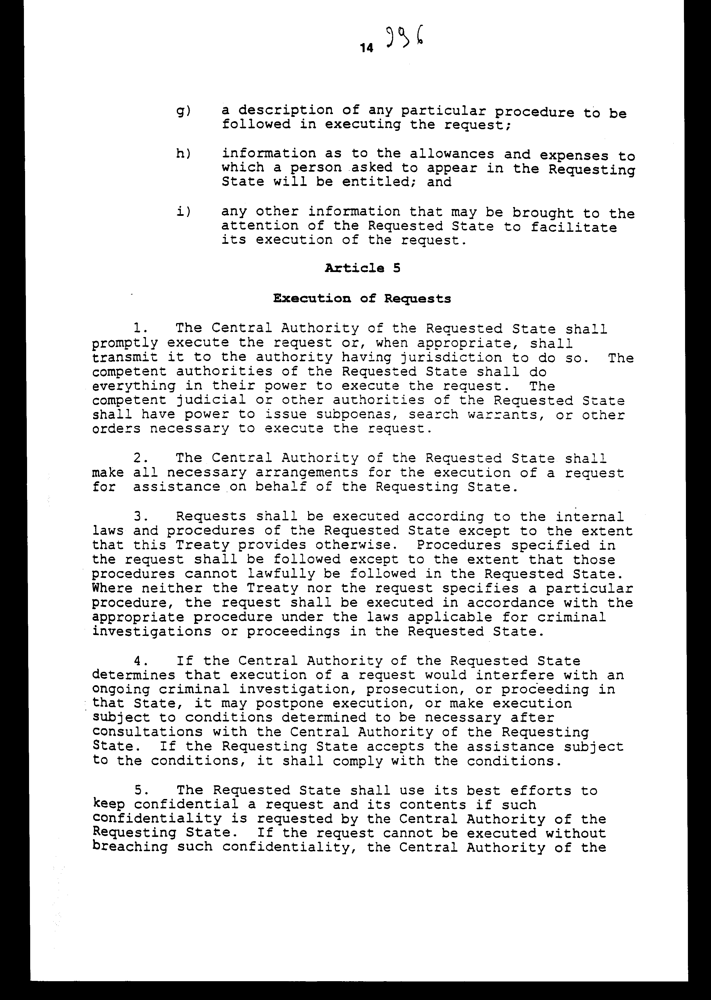 14 996
g) a description of any particular procedure to be
followed in executing the request;
h) information as to the allowances and expenses to
which a person asked to appear in the Requesting
State will be entitled; and
i) any other information that may be brought to the
attention of the Requested State to facilitate
its execution of the request.
Article 5
Execution of Requests
1. The Central Authority of the Requested State shall
promptly execute the request or, when appropriate, shall
transmit it to the authority having jurisdiction to do so. The
competent authorities of the Requested State shall do
everything in their power to execute the request. The
competent judicial or other authorities of the Requested State
shall have power to issue subpoenas, search warrants, or other
orders necessary to execute the request.
2. The Central Authority of the Requested State shall
make all necessary arrangements for the execution of a request
for assistance on behalf of the Requesting State.
3. Requests shall be executed according to the internal
laws and procedures of the Requested State except to the extent
that this Treaty provides otherwise. Procedures specified in
the request shall be followed except to the extent that those
procedures cannot lawfully be followed in the Requested State.
Where neither the Treaty nor the request specifies a particular
procedure, the request shall be executed in accordance with the
appropriate procedure under the laws applicable for criminal
investigations or proceedings in the Requested State.
4. If the Central Authority of the Requested State
determines that execution of a request would interfere with an
ongoing criminal investigation, prosecution, or proceeding in
that State, it may postpone execution, or make execution
subject to conditions determined to be necessary after
consultations with the Central Authority of the Requesting
State. If the Requesting State accepts the assistance subject
to the conditions, it shall comply with the conditions.
5. The Requested State shall use its best efforts to
keep confidential a request and its contents if such
confidentiality is requested by the Central Authority of the
Requesting State. If the request cannot be executed without
breaching such confidentiality, the Central Authority of the